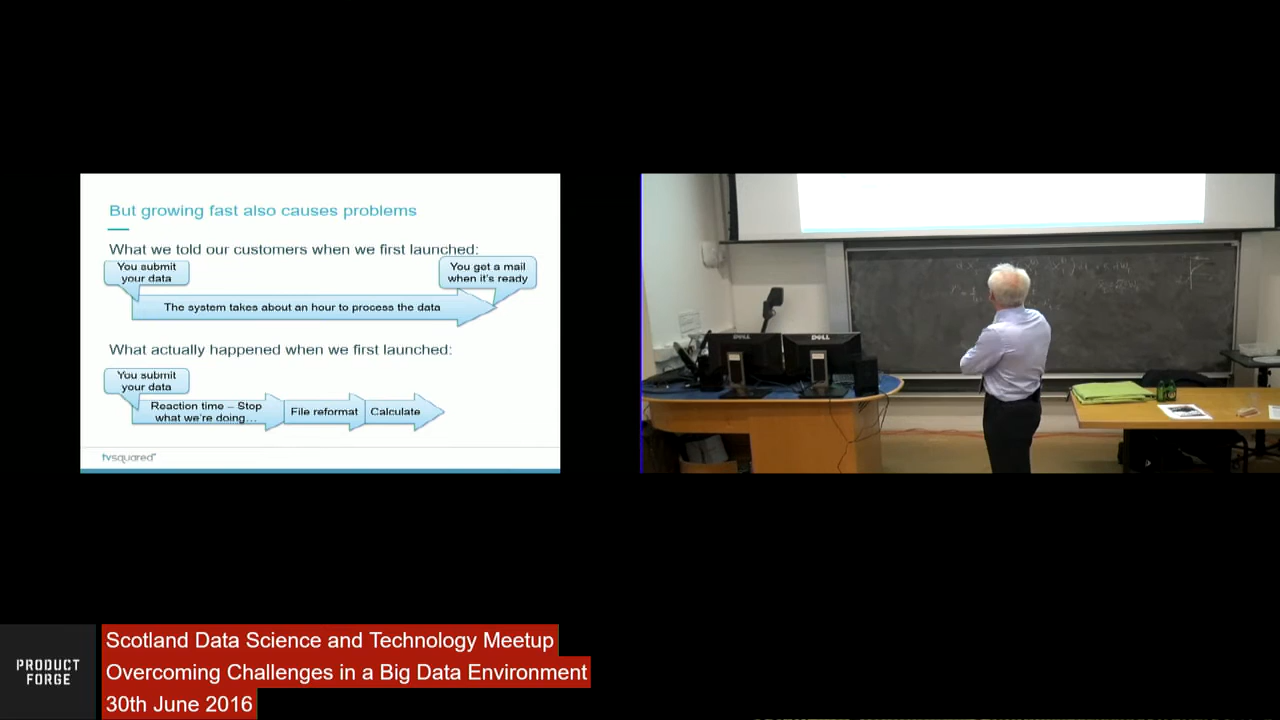 But growing fast also causes problems
What we told our customers when we first launched:
You submit
your data
You get a mail
when it's ready
The system takes about an hour to process the data
What actually happened when we first launched:
You submit
your data
Reaction time – Stop
what we're doing…
File reformat
Calculate
tvsquared
DELL
DELL
PRODUCT
FORGE
Scotland Data Science and Technology Meetup
Overcoming Challenges in a Big Data Environment
30th June 2016